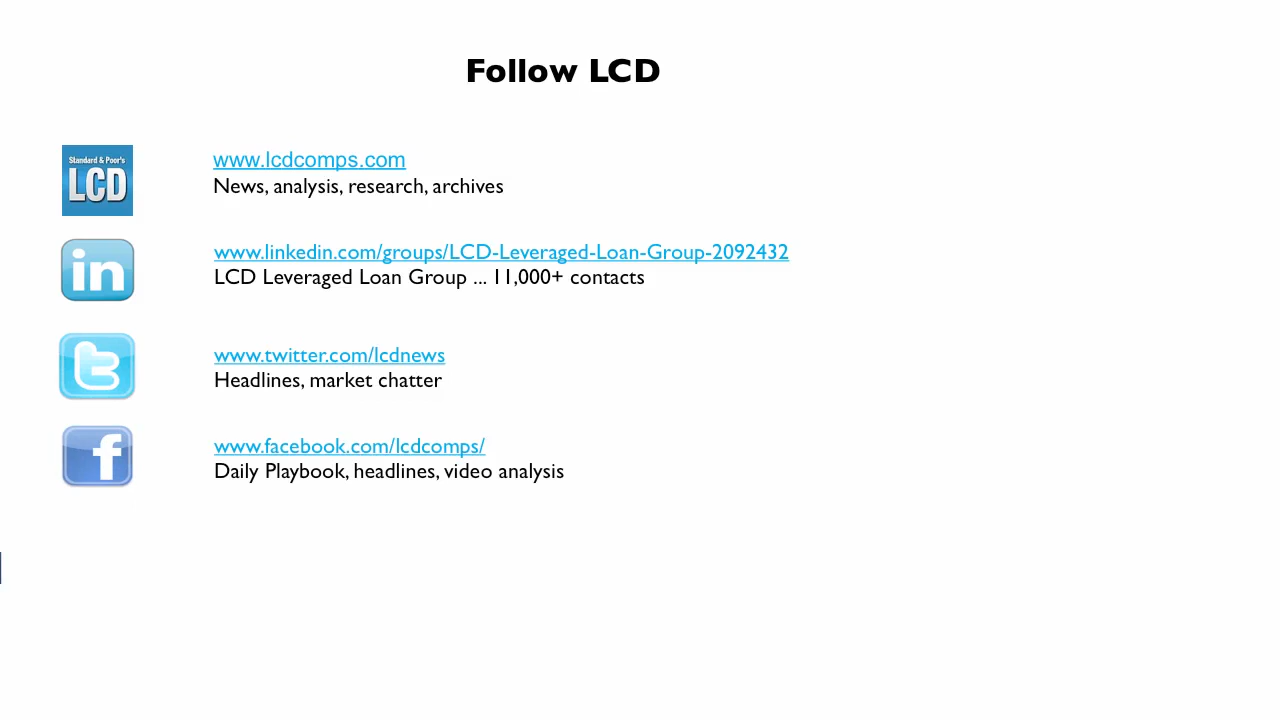 Follow LCD
Standard & Poor's
LCD
www.lcdcomps.com
News, analysis, research, archives
in
www.linkedin.com/groups/LCD-Leveraged-Loan-Group-2092432
LCD Leveraged Loan Group ... 11,000+ contacts
t
www.twitter.com/lcdnews
Headlines, market chatter
f
www.facebook.com/lcdcomps/
Daily Playbook, headlines, video analysis